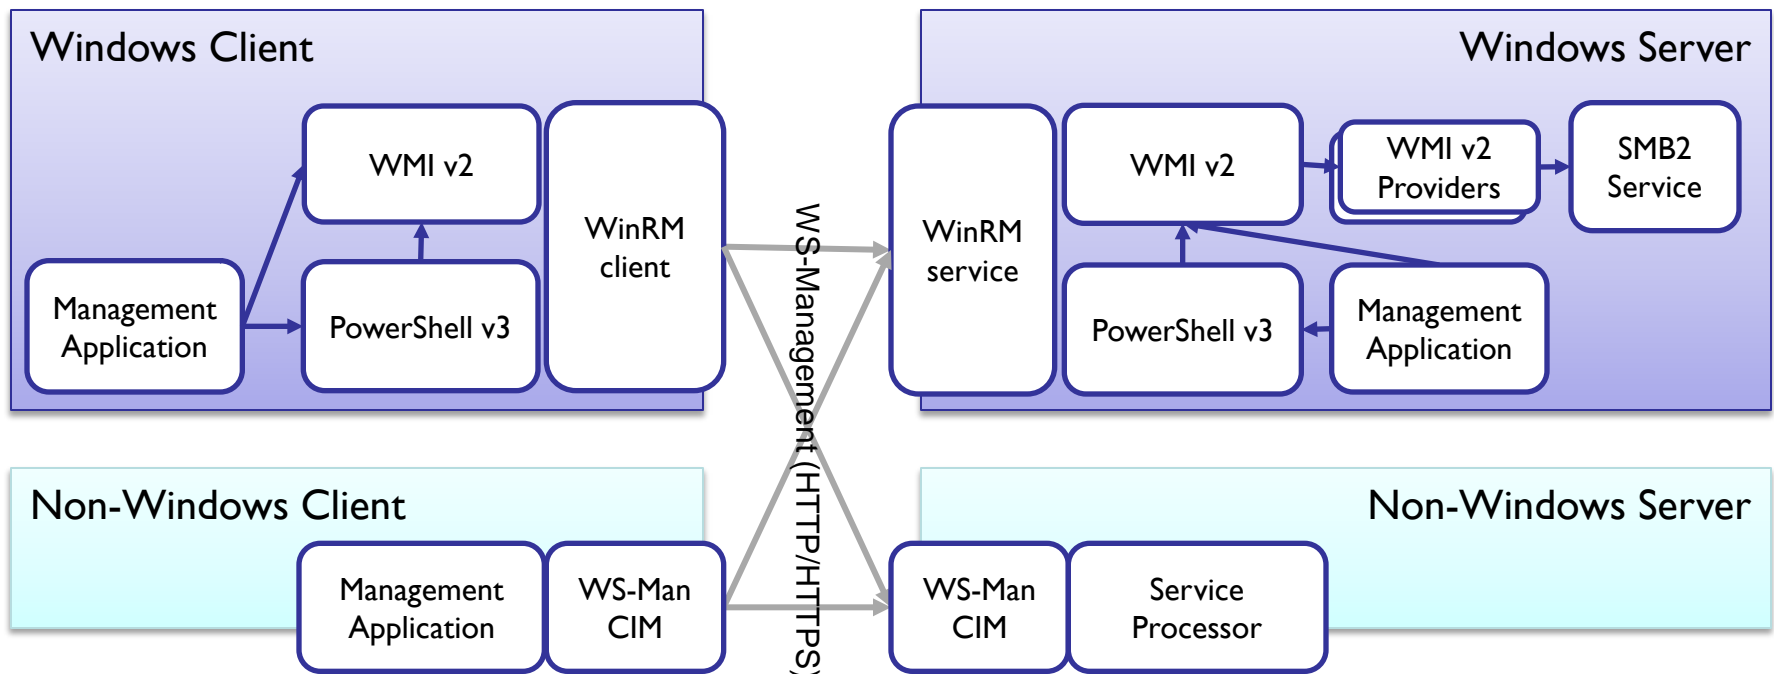 Windows Client
WMI v2
WinRM
client
Management
Application
PowerShell v3
WS-Management (HTTP/HTTPS)
Windows Server
WinRM
service
WMI v2
WMI v2
Providers
SMB2
Service
PowerShell v3
Management
Application
Non-Windows Client
Management
Application
WS-Man
CIM
Non-Windows Server
WS-Man
CIM
Service
Processor